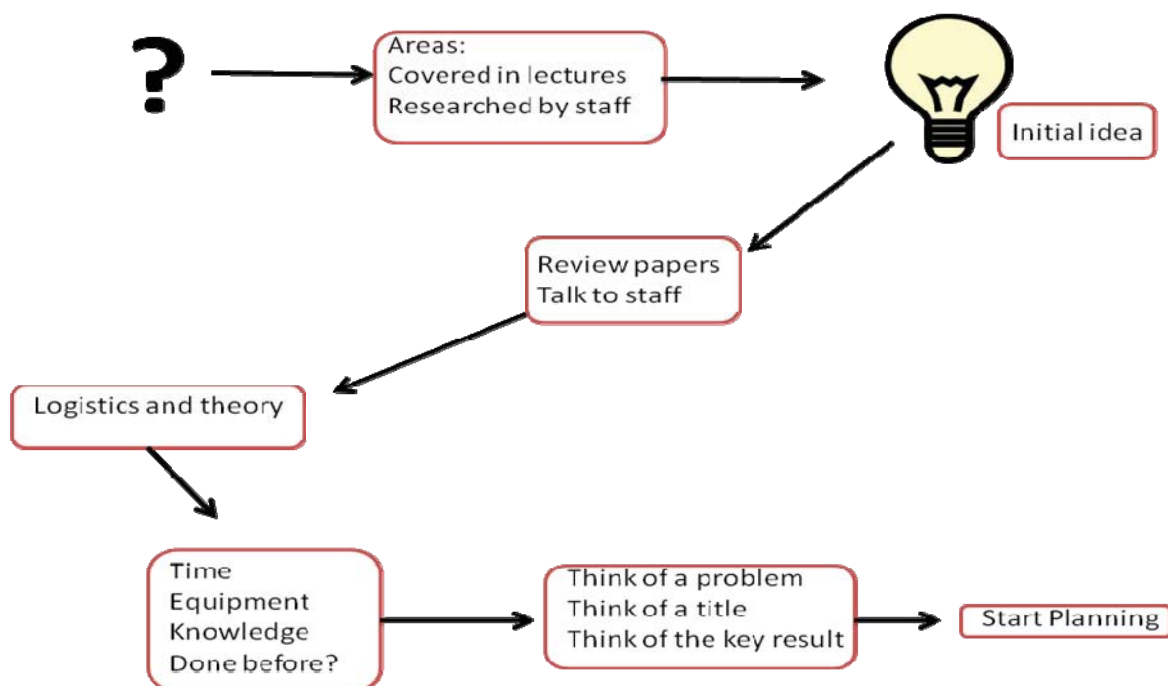 ?
Areas:
Covered in lectures
Researched by staff
Initial idea
Review papers
Talk to staff
Logistics and theory
Time
Equipment
Knowledge
Done before?
Think of a problem
Think of a title
Think of the key result
Start Planning